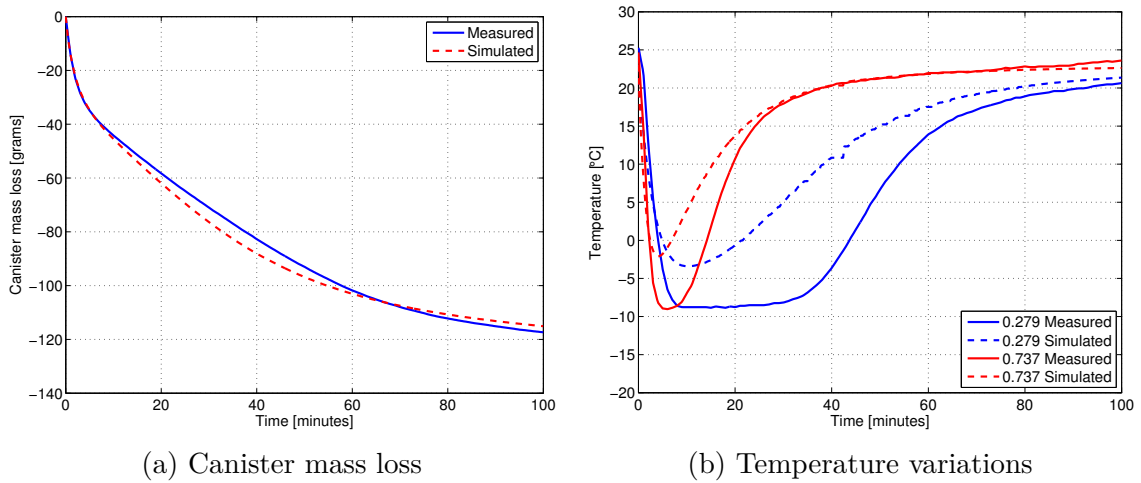 0
−20
−40
−60
−80
−100
−120
−140
Canister mass loss [grams]
0 20 40 60 80 100
Time [minutes]
Measured
Simulated
(a) Canister mass loss
30
25
20
15
10
5
0
−5
−10
−15
−20
Temperature [ºC]
0 20 40 60 80 100
Time [minutes]
0.279 Measured
0.279 Simulated
0.737 Measured
0.737 Simulated
(b) Temperature variations